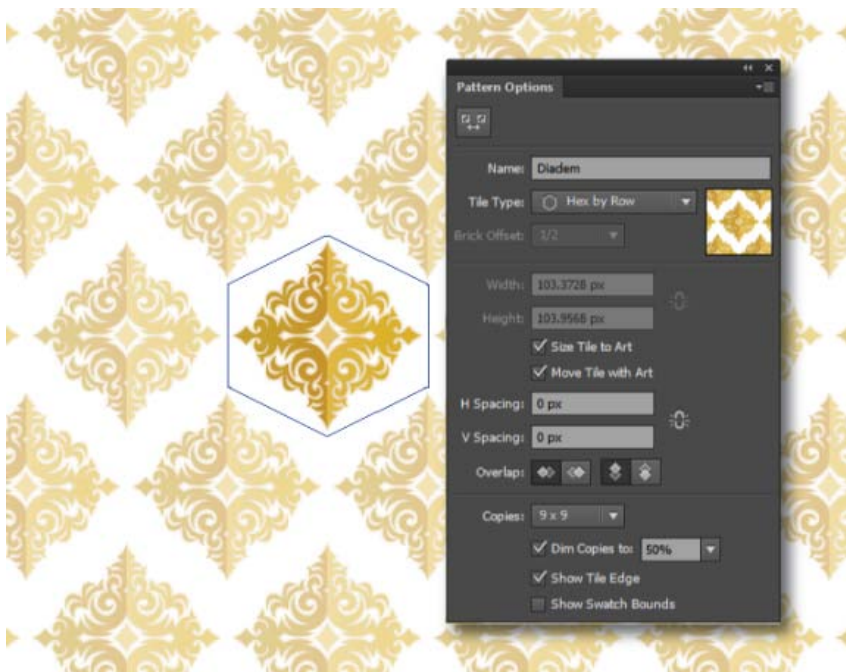 Pattern Options
Name: Diadem
Tile Type: Hex by Row
Brick Offset: 1/2
Width: 103.3728 px
Height: 103.9568 px
Size Tile to Art
Move Tile with Art
H Spacing: 0 px
V Spacing: 0 px
Overlap:
Copies: 9 x 9
Dim Copies to: 50%
Show Tile Edge
Show Swatch Bounds